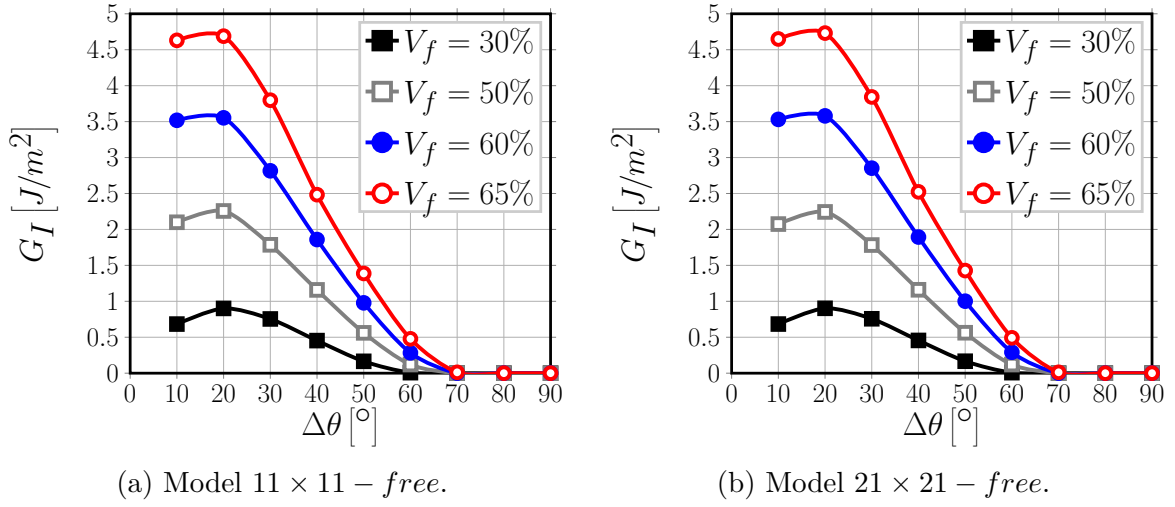 5
4.5
4
3.5
3
2.5
2
1.5
1
0.5
0
0 10 20 30 40 50 60 70 80 90
G_I [J/m²]
Δθ [°]
V_f = 30%
V_f = 50%
V_f = 60%
V_f = 65%
(a) Model 11 × 11 − free.
5
4.5
4
3.5
3
2.5
2
1.5
1
0.5
0
0 10 20 30 40 50 60 70 80 90
G_I [J/m²]
Δθ [°]
V_f = 30%
V_f = 50%
V_f = 60%
V_f = 65%
(b) Model 21 × 21 − free.